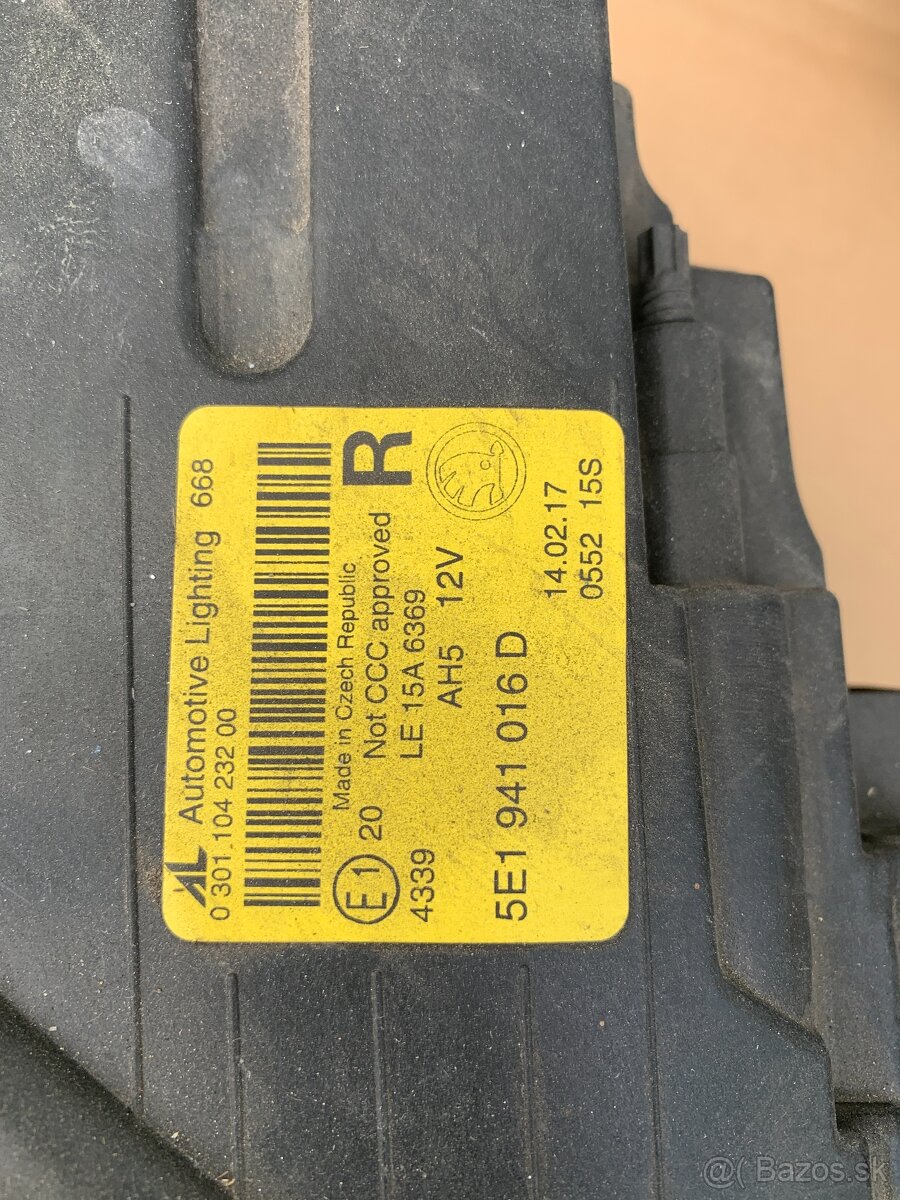 AL Automotive Lighting 668
0 301.104 232 00
Made in Czech Republic
R
E1 20 Not CCC approved
4339 LE 15A 6369
AH5 12V
5E1 941 016 D
14.02.17
0552 15S
@( Bazos.sk